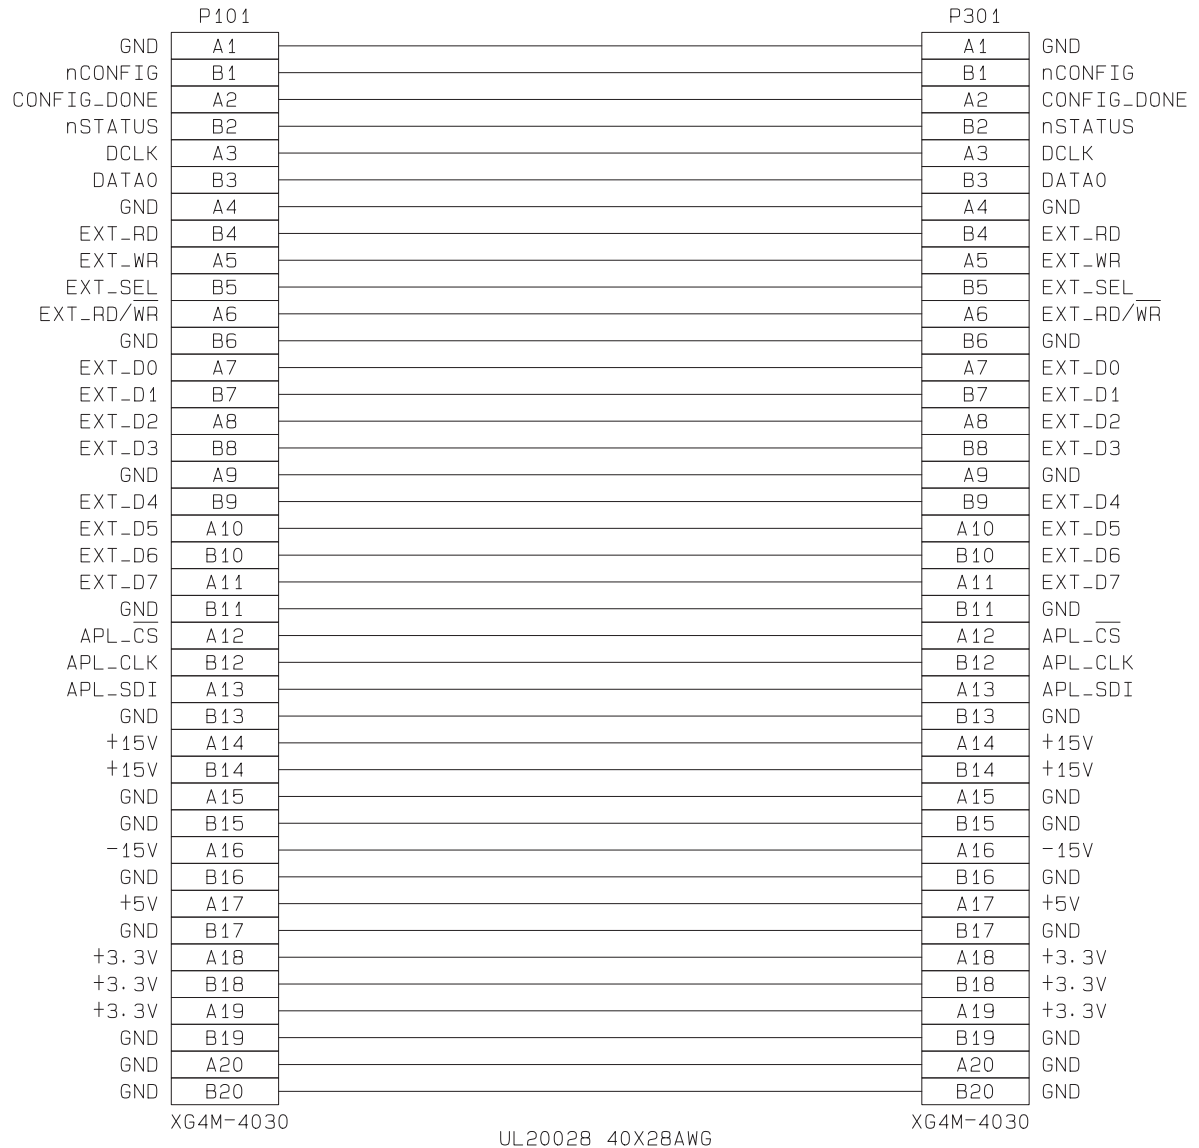 P101 P301
GND A1 A1 GND
nCONFIG B1 B1 nCONFIG
CONFIG_DONE A2 A2 CONFIG_DONE
nSTATUS B2 B2 nSTATUS
DCLK A3 A3 DCLK
DATA0 B3 B3 DATA0
GND A4 A4 GND
EXT_RD B4 B4 EXT_RD
EXT_WR A5 A5 EXT_WR
EXT_SEL B5 B5 EXT_SEL
EXT_RD/W̅R̅ A6 A6 EXT_RD/W̅R̅
GND B6 B6 GND
EXT_D0 A7 A7 EXT_D0
EXT_D1 B7 B7 EXT_D1
EXT_D2 A8 A8 EXT_D2
EXT_D3 B8 B8 EXT_D3
GND A9 A9 GND
EXT_D4 B9 B9 EXT_D4
EXT_D5 A10 A10 EXT_D5
EXT_D6 B10 B10 EXT_D6
EXT_D7 A11 A11 EXT_D7
GND B11 B11 GND
APL_C̅S̅ A12 A12 APL_C̅S̅
APL_CLK B12 B12 APL_CLK
APL_SDI A13 A13 APL_SDI
GND B13 B13 GND
+15V A14 A14 +15V
+15V B14 B14 +15V
GND A15 A15 GND
GND B15 B15 GND
-15V A16 A16 -15V
GND B16 B16 GND
+5V A17 A17 +5V
GND B17 B17 GND
+3.3V A18 A18 +3.3V
+3.3V B18 B18 +3.3V
+3.3V A19 A19 +3.3V
GND B19 B19 GND
GND A20 A20 GND
GND B20 B20 GND
XG4M-4030 XG4M-4030
UL20028 40X28AWG